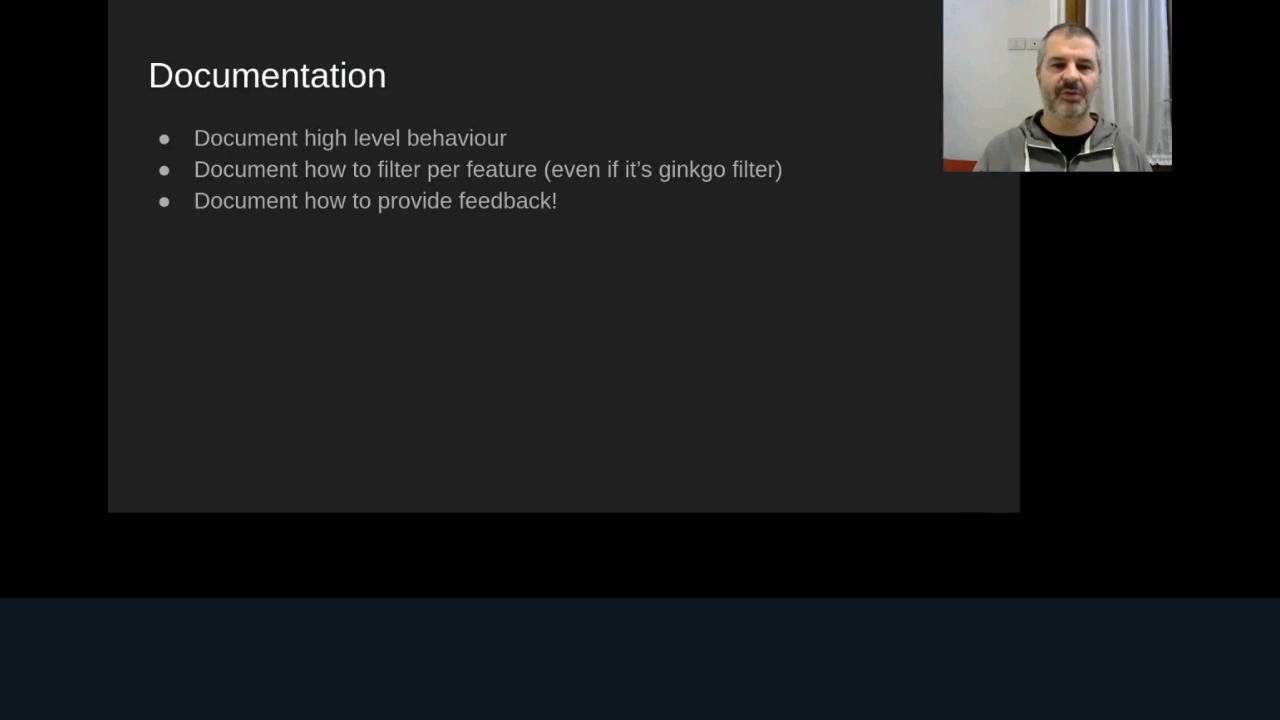 Documentation
● Document high level behaviour
● Document how to filter per feature (even if it's ginkgo filter)
● Document how to provide feedback!